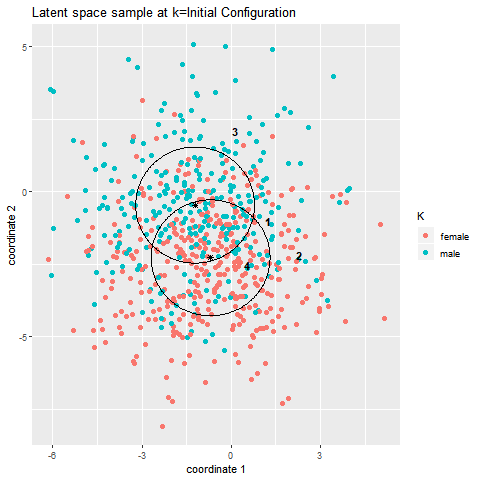 Latent space sample at k=Initial Configuration
5
3
0
1
2
4
-5
-6
-3
0
3
coordinate 1
coordinate 2
K
female
male